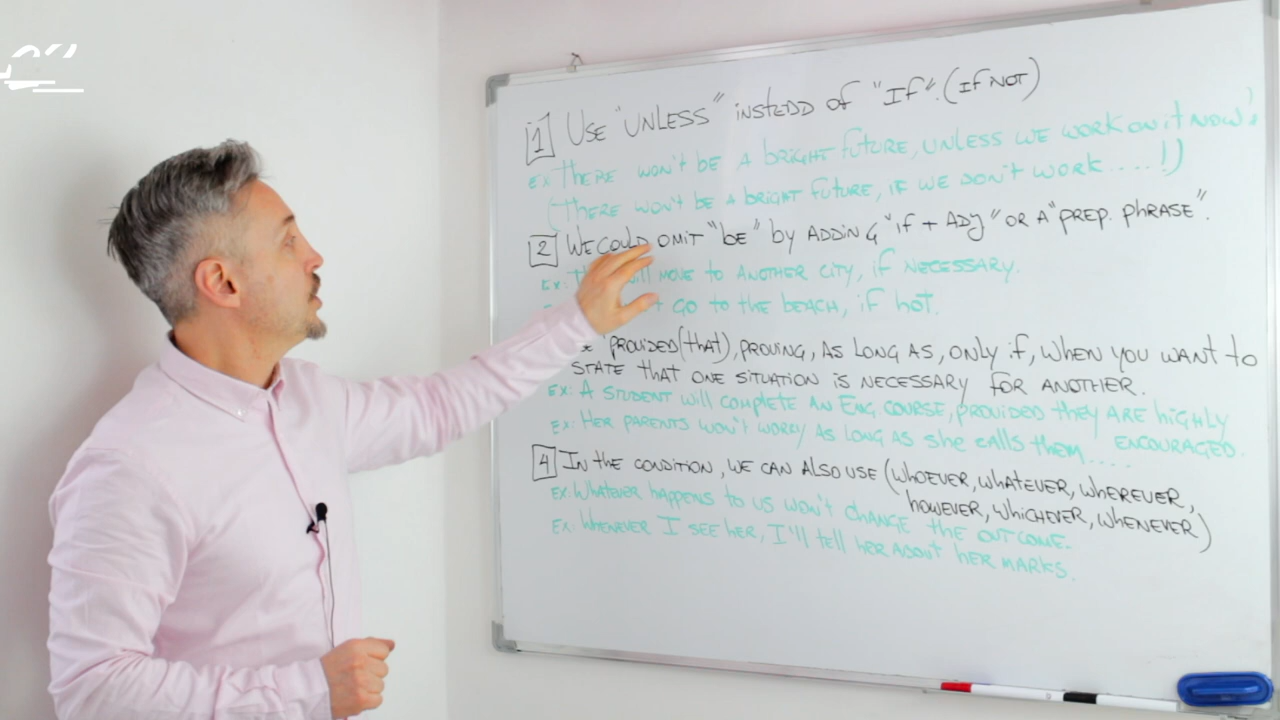 1 USE "UNLESS" INSTEDD OF "IF". (IF NOT)
EX: THERE WON'T BE A BRIGHT FUTURE, UNLESS WE WORK ON it NOW!
(THERE WON'T BE A BRIGHT FUTURE, IF WE DON'T WORK....!)
2 WE COULD OMIT "be" by ADDING "if + ADJ" OR A "PREP. PHRASE".
EX: will MOVE TO ANOTHER CITY, if NECESSARY.
GO TO THE BEACH, if hot.
"PROVIDED(that), PROVING, AS LONG AS, ONLY if, WHEN YOU WANT to
STATE THAT ONE SITUATION IS NECESSARY FOR ANOTHER.
EX: A STUDENT will COMPLETE AN ENG. COURSE, PROVIDED THEY ARE HIGHLY
ENCOURAGED.
EX: HER PARENTS WON'T WORRY AS LONG AS she calls THEM....
4 IN THE CONDITION, WE CAN ALSO USE (WHOEVER, WHATEVER, WHEREVER,
HOWEVER, WHICHEVER, WHENEVER)
EX: WHATEVER HAPPENS TO US WON'T CHANGE THE OUTCOME.
EX: WHENEVER I SEE HER, I'll tell HER ABOUT HER MARKS.